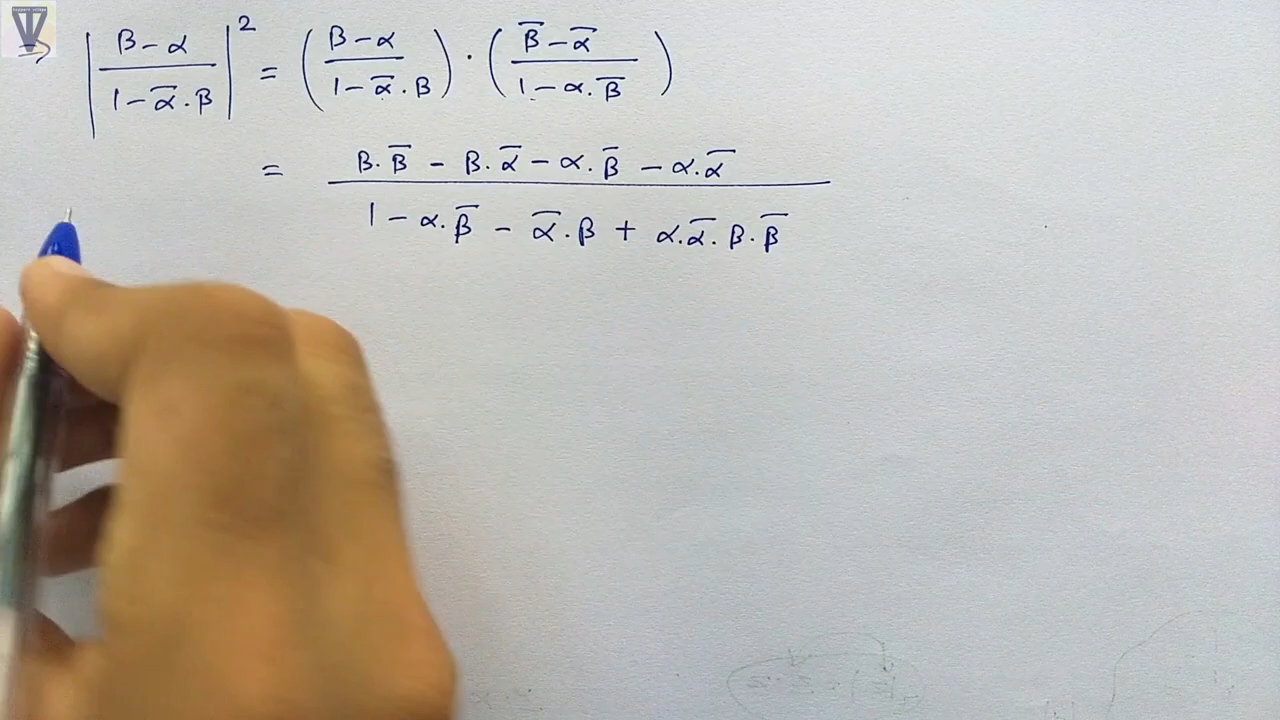 ⇒ |(β − α)/(1 − ᾱ.β)|² = ((β − α)/(1 − ᾱ.β)) . ((β̄ − ᾱ)/(1 − α.β̄))
= (β.β̄ − β.ᾱ − α.β̄ − α.ᾱ)/(1 − α.β̄ − ᾱ.β + α.ᾱ.β.β̄)